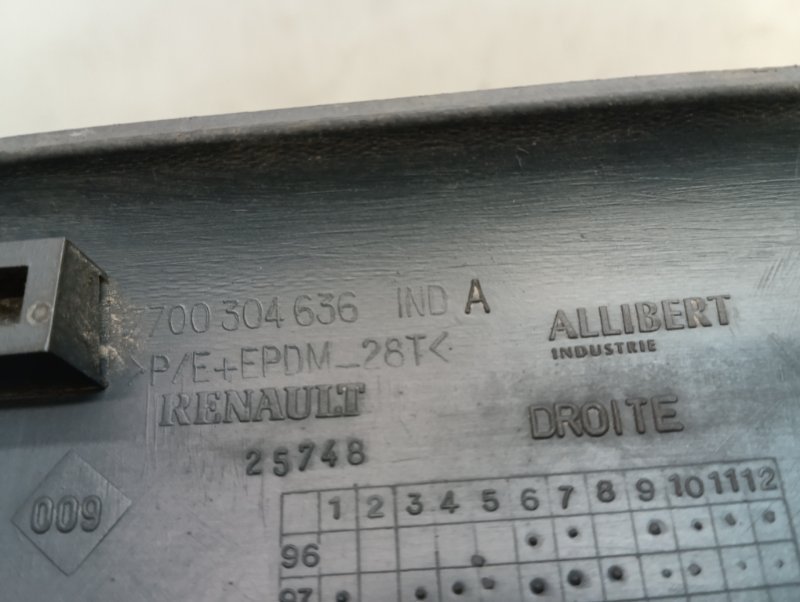 700 304 636 IND A
>P/E+EPDM-28T<
RENAULT
25748
ALLIBERT
INDUSTRIE
DROITE
009
1 2 3 4 5 6 7 8 9 10 11 12
96
97